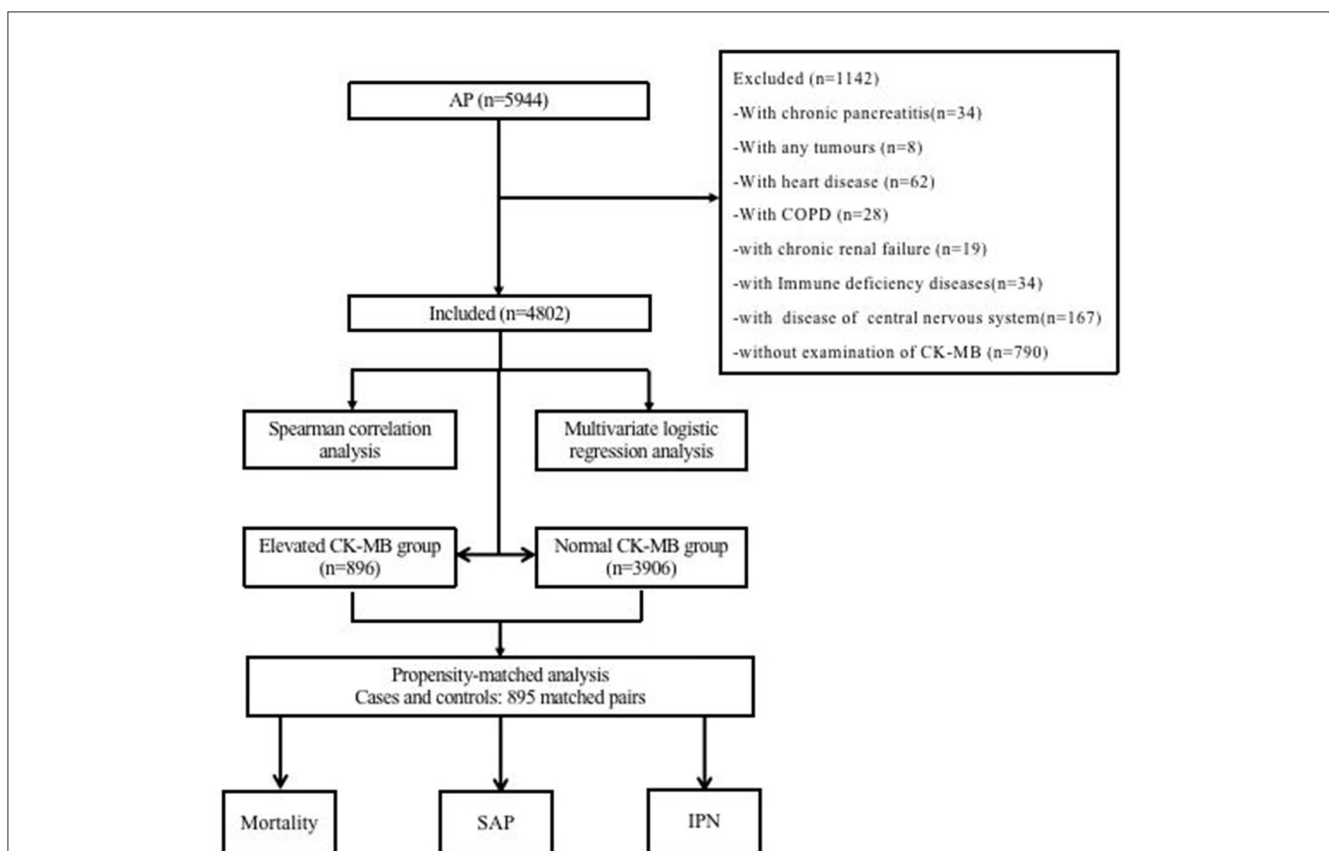 AP (n=5944)
Excluded (n=1142)
-With chronic pancreatitis(n=34)
-With any tumours (n=8)
-With heart disease (n=62)
-With COPD (n=28)
-with chronic renal failure (n=19)
-with Immune deficiency diseases(n=34)
-with disease of central nervous system(n=167)
-without examination of CK-MB (n=790)
Included (n=4802)
Spearman correlation
analysis
Multivariate logistic
regression analysis
Elevated CK-MB group
(n=896)
Normal CK-MB group
(n=3906)
Propensity-matched analysis
Cases and controls: 895 matched pairs
Mortality
SAP
IPN